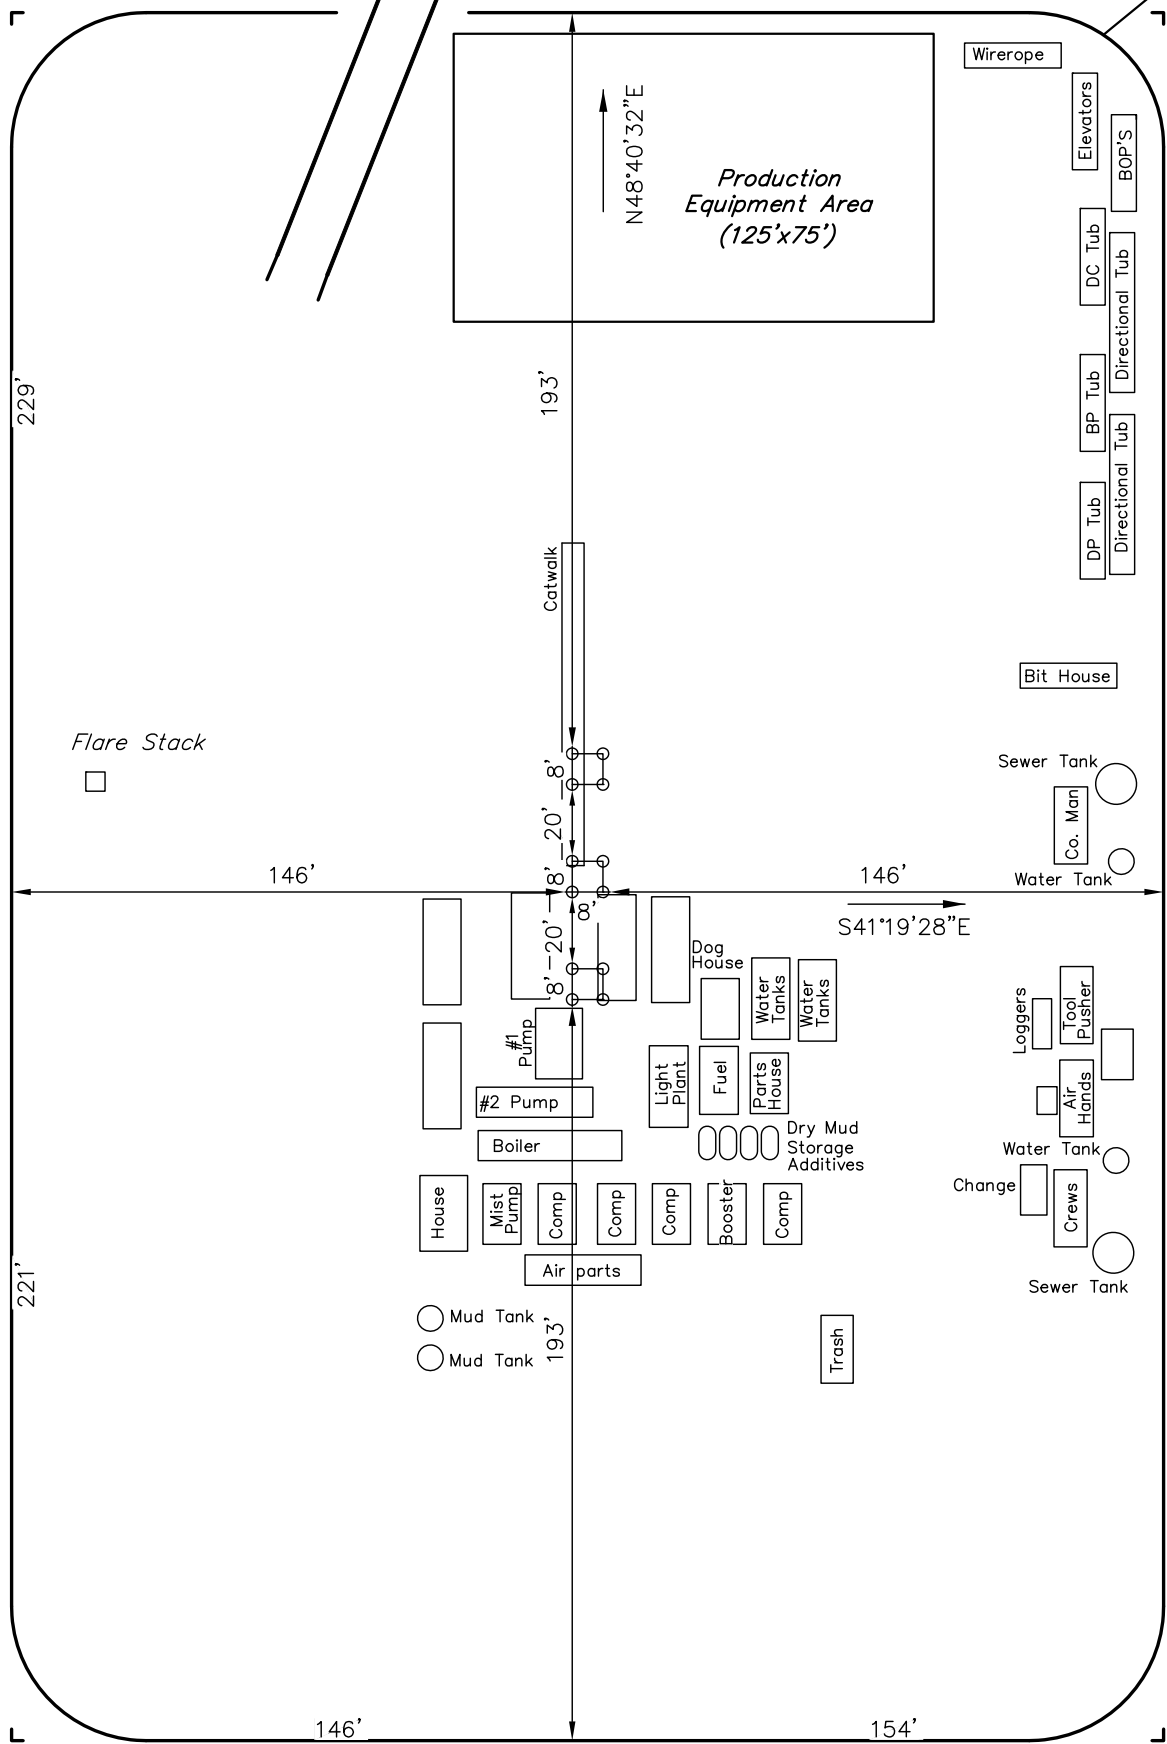 Wirerope
Elevators
BOP'S
N48°40'32"E
Production
Equipment Area
(125'x75')
DC Tub
Directional Tub
229'
193'
BP Tub
Directional Tub
DP Tub
Catwalk
Bit House
Flare Stack
Sewer Tank
8'
Co. Man
20'
146'
8'
146'
Water Tank
8'
S41°19'28"E
20'
Dog
House
8'
Water
Tanks
Water
Tanks
Loggers
Tool
Pusher
#1
Pump
Light
Plant
Fuel
Parts
House
Air
Hands
#2 Pump
Dry Mud
Storage
Additives
Boiler
Water Tank
Change
Crews
House
Mist
Pump
Comp
Comp
Comp
Booster
Comp
Air parts
221'
Sewer Tank
Mud Tank
193'
Mud Tank
Trash
146'
154'